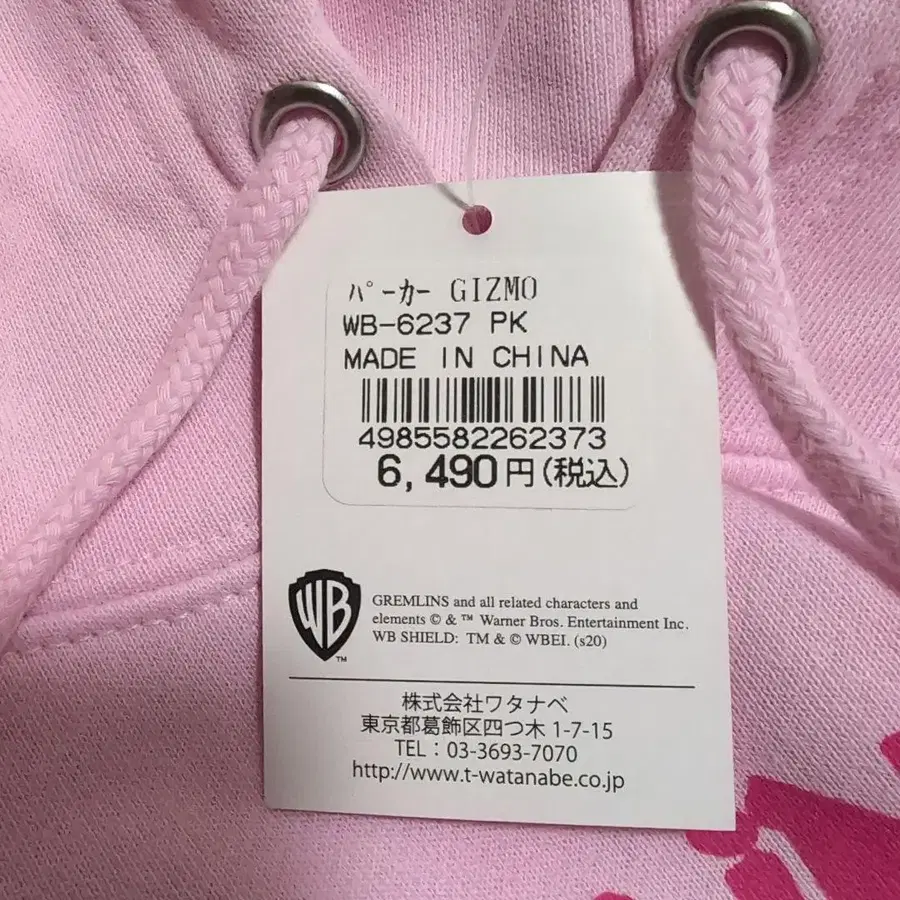 パーカー GIZMO
WB-6237 PK
MADE IN CHINA
4985582262373
6,490円(税込)
WB
TM
GREMLINS and all related characters and
elements © & ™ Warner Bros. Entertainment Inc.
WB SHIELD: TM & © WBEI. (s20)
株式会社ワタナベ
東京都葛飾区四つ木 1-7-15
TEL：03-3693-7070
http://www.t-watanabe.co.jp